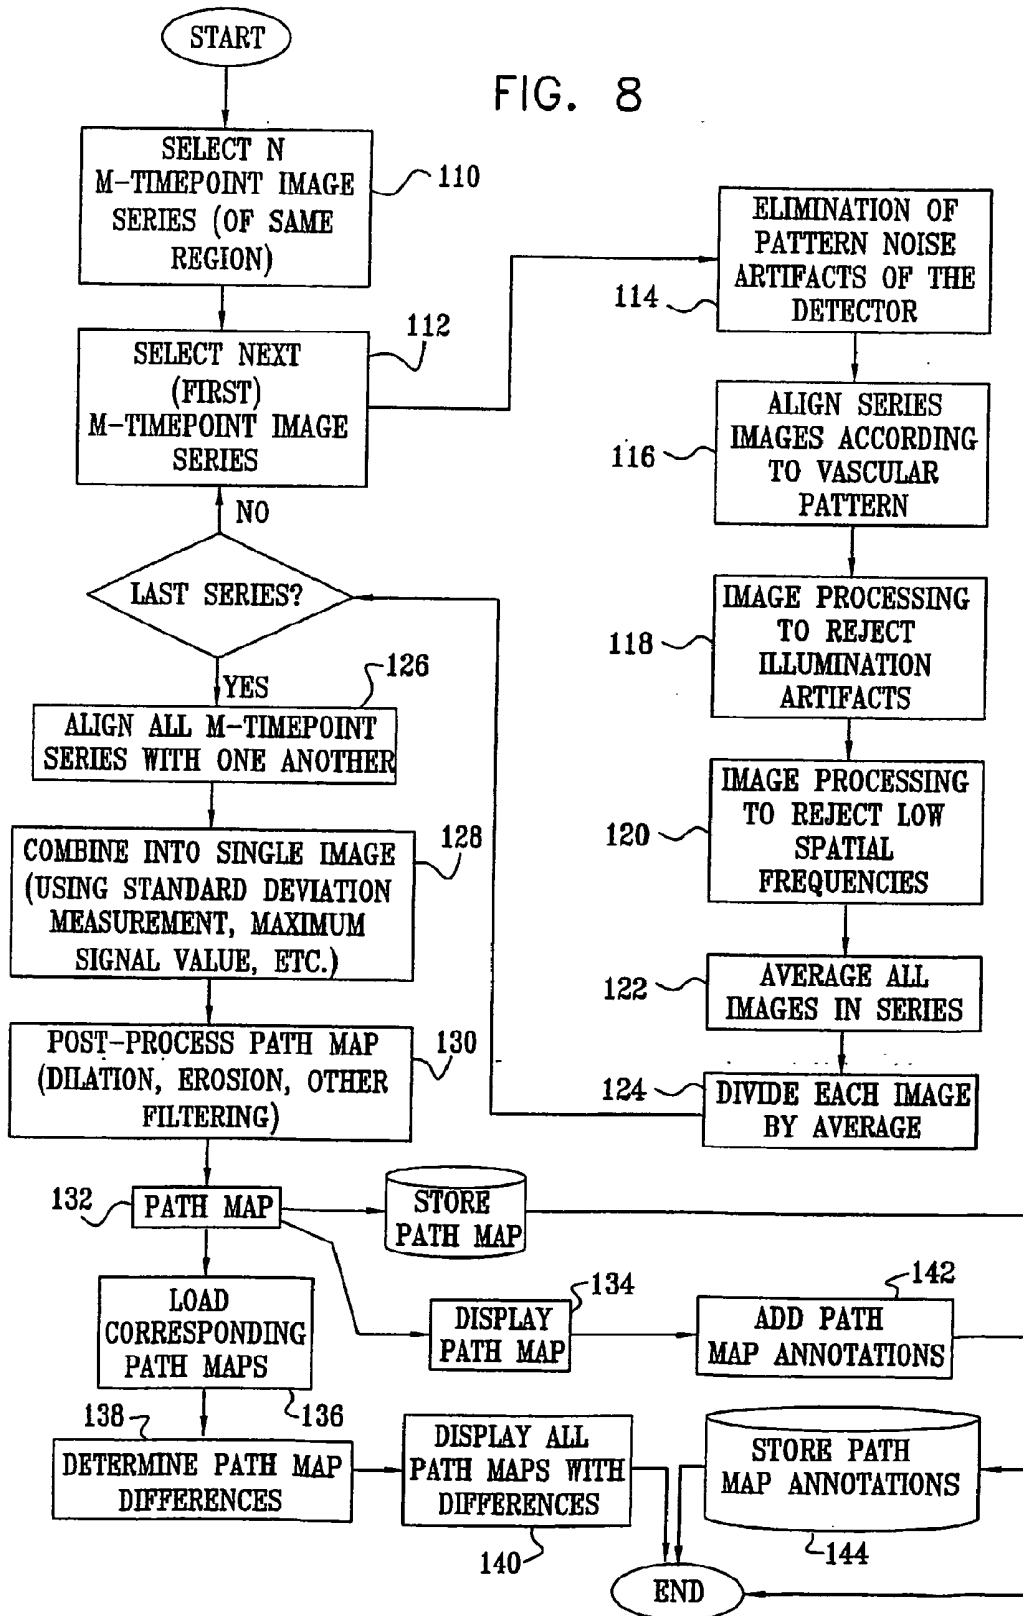 START
FIG. 8
SELECT N
M-TIMEPOINT IMAGE
SERIES (OF SAME
REGION)
110
SELECT NEXT
(FIRST)
M-TIMEPOINT IMAGE
SERIES
112
NO
LAST SERIES?
YES
ELIMINATION OF
PATTERN NOISE
ARTIFACTS OF THE
DETECTOR
114
ALIGN SERIES
IMAGES ACCORDING
TO VASCULAR
PATTERN
116
IMAGE PROCESSING
TO REJECT
ILLUMINATION
ARTIFACTS
118
IMAGE PROCESSING
TO REJECT LOW
SPATIAL
FREQUENCIES
120
AVERAGE ALL
IMAGES IN SERIES
122
DIVIDE EACH IMAGE
BY AVERAGE
124
126
ALIGN ALL M-TIMEPOINT
SERIES WITH ONE ANOTHER
COMBINE INTO SINGLE IMAGE
(USING STANDARD DEVIATION
MEASUREMENT, MAXIMUM
SIGNAL VALUE, ETC.)
128
POST-PROCESS PATH MAP
(DILATION, EROSION, OTHER
FILTERING)
130
132
PATH MAP
STORE
PATH MAP
LOAD
CORRESPONDING
PATH MAPS
136
DISPLAY
PATH MAP
134
ADD PATH
MAP ANNOTATIONS
142
138
DETERMINE PATH MAP
DIFFERENCES
DISPLAY ALL
PATH MAPS WITH
DIFFERENCES
140
STORE PATH
MAP ANNOTATIONS
144
END